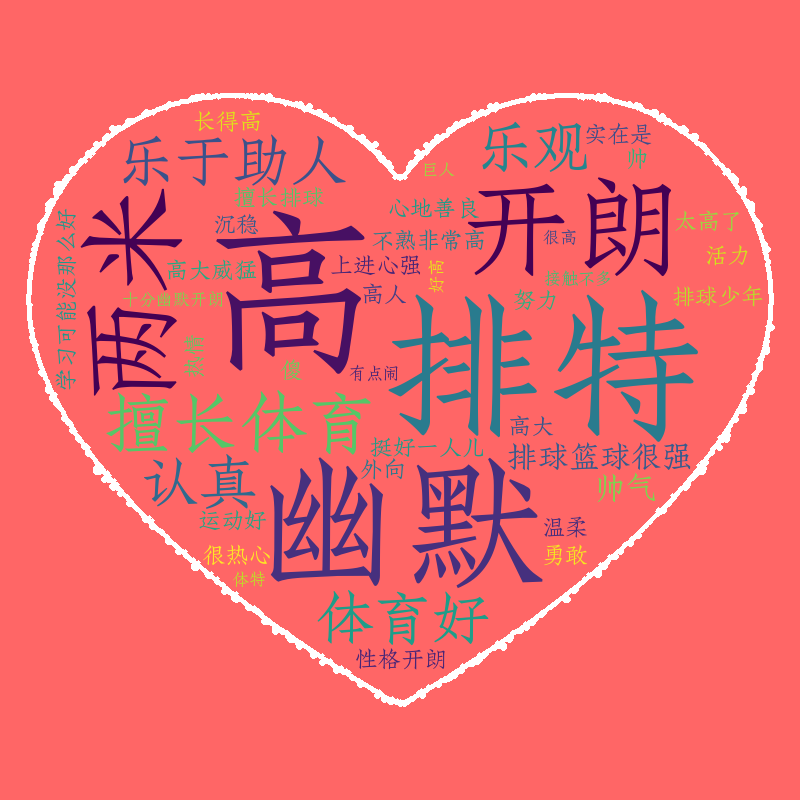 长得高
乐于助人
乐观
实在是
帅
巨人
擅长排球
心地善良
开朗
太高了
两米
沉稳
高
不熟非常高
很高
活力
学习可能没那么好
高大威猛
上进心强
好高
十分幽默开朗
高人
努力
排球少年
排特
傻
有点闹
擅长体育
高大
挺好一人儿
排球篮球很强
认真
外向
幽默
帅气
运动好
温柔
很热心
勇敢
体特
体育好
性格开朗